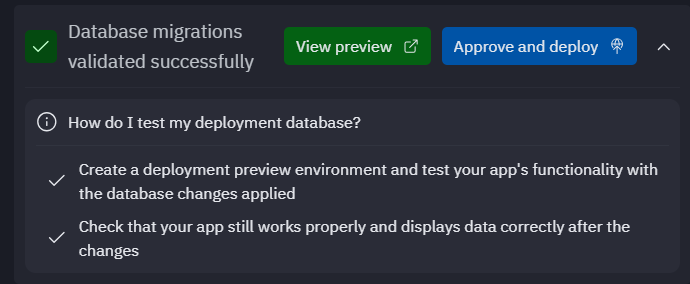 Database migrations
validated successfully
View preview
Approve and deploy
How do I test my deployment database?
Create a deployment preview environment and test your app's functionality with
the database changes applied
Check that your app still works properly and displays data correctly after the
changes